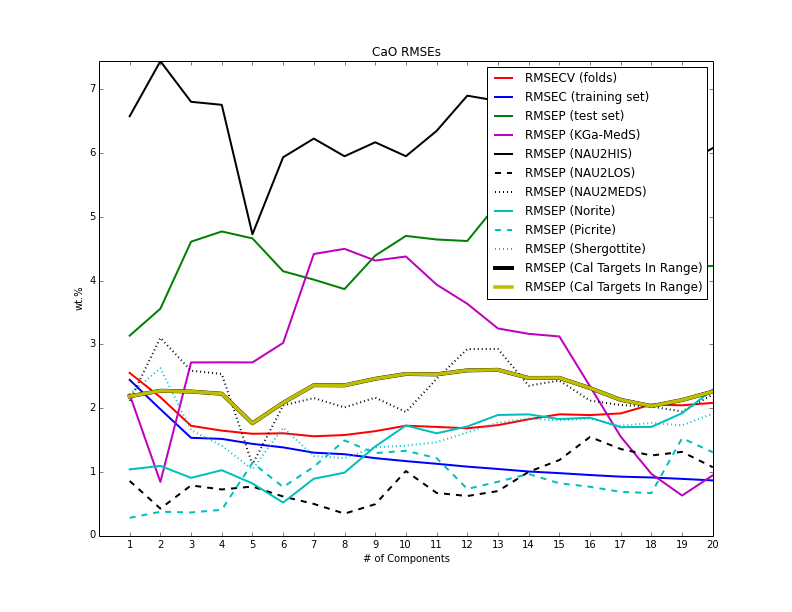 CaO RMSEs
7
6
5
4
3
2
1
0
wt.%
RMSECV (folds)
RMSEC (training set)
RMSEP (test set)
RMSEP (KGa-MedS)
RMSEP (NAU2HIS)
RMSEP (NAU2LOS)
RMSEP (NAU2MEDS)
RMSEP (Norite)
RMSEP (Picrite)
RMSEP (Shergottite)
RMSEP (Cal Targets In Range)
RMSEP (Cal Targets In Range)
1 2 3 4 5 6 7 8 9 10 11 12 13 14 15 16 17 18 19 20
# of Components